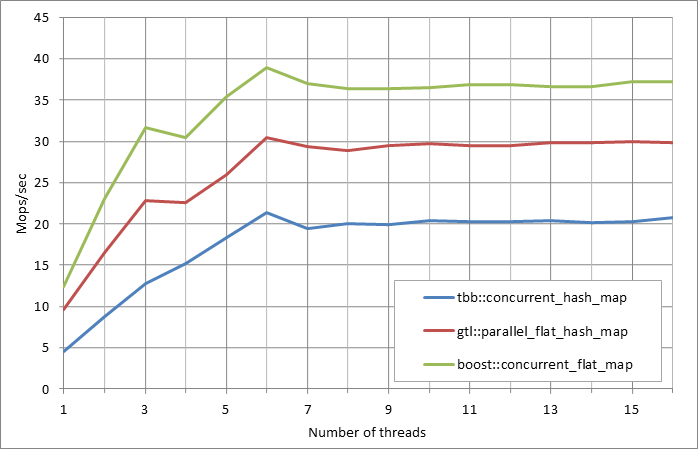 45
40
35
30
25
20
15
10
5
0
Mops/sec
tbb::concurrent_hash_map
gtl::parallel_flat_hash_map
boost::concurrent_flat_map
1 3 5 7 9 11 13 15
Number of threads